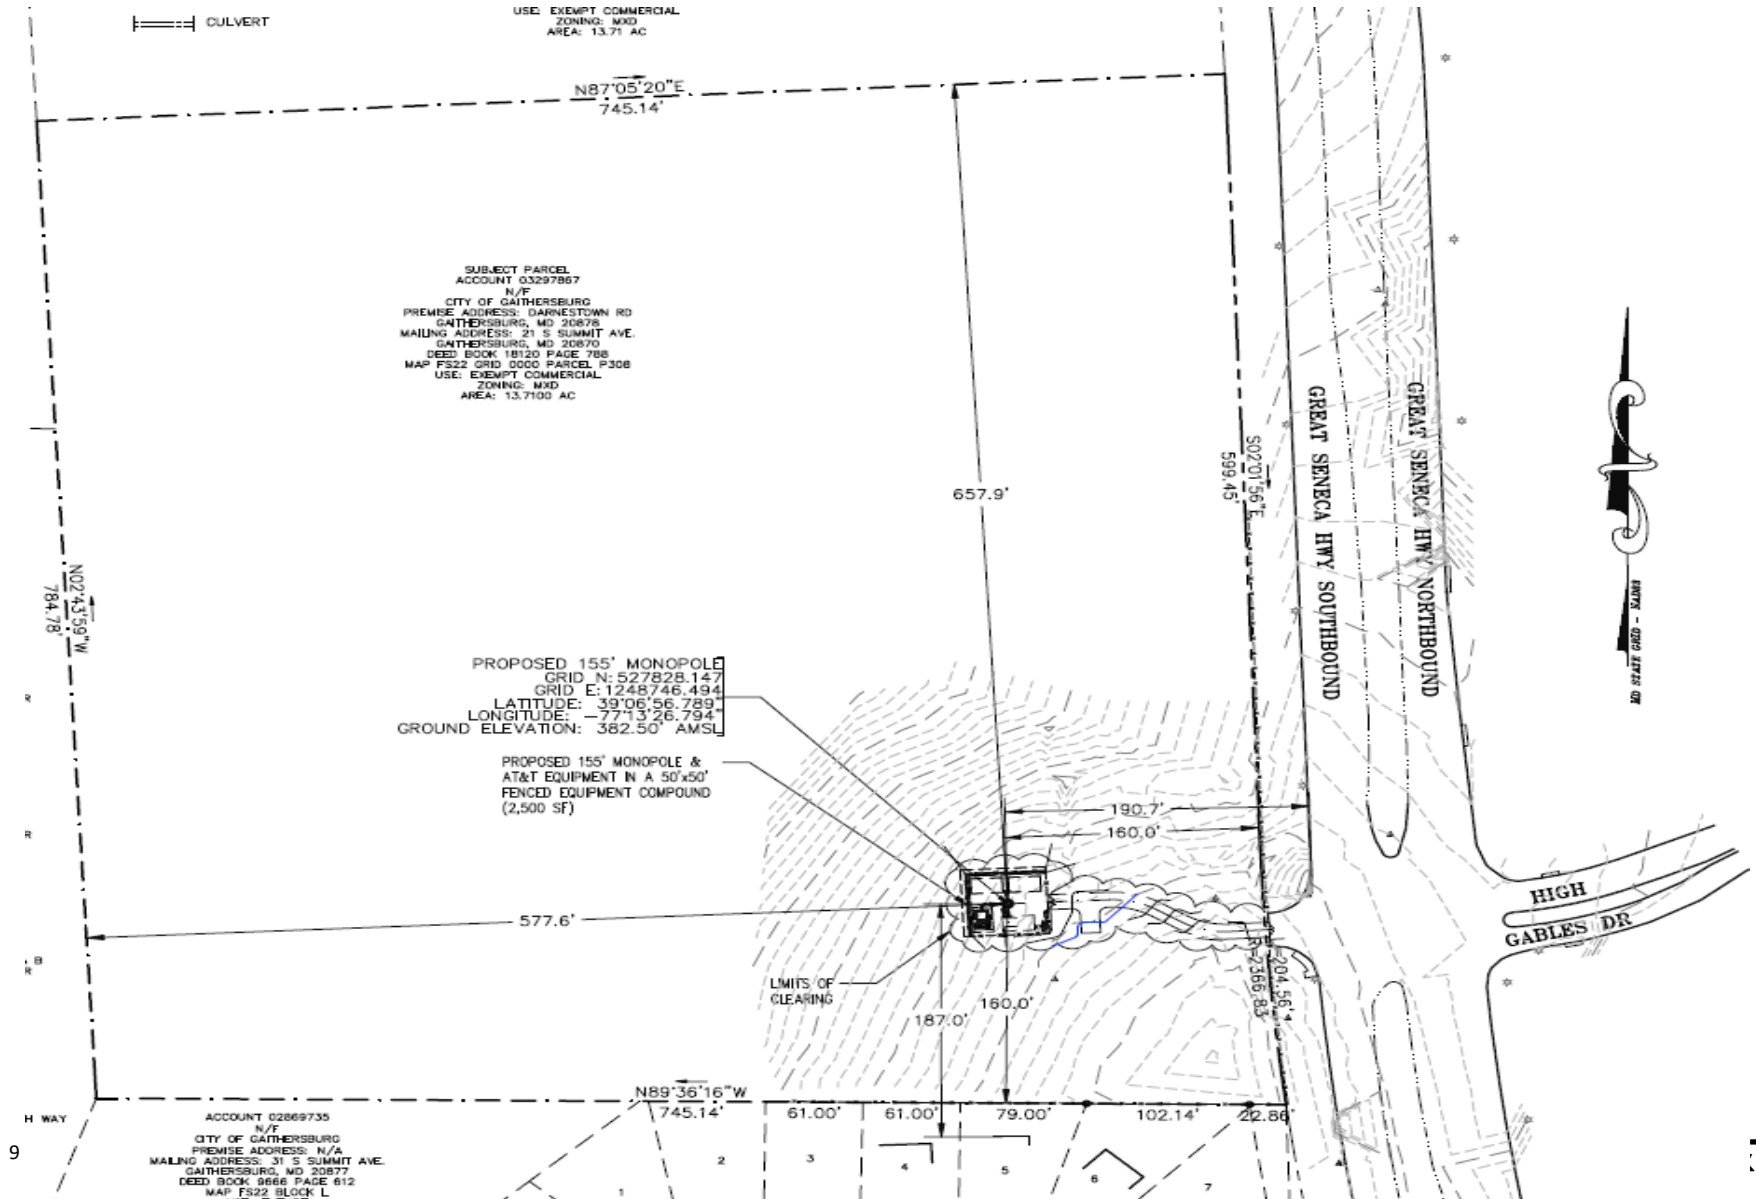 CULVERT
USE: EXEMPT COMMERCIAL
ZONING: MXD
AREA: 13.71 AC
N87°05'20"E
745.14'
SUBJECT PARCEL
ACCOUNT 03297867
N/F
CITY OF GAITHERSBURG
PREMISE ADDRESS: DARNESTOWN RD
GAITHERSBURG, MD 20878
MAILING ADDRESS: 21 S SUMMIT AVE.
GAITHERSBURG, MD 20870
DEED BOOK 18120 PAGE 788
MAP FS22 GRID 0000 PARCEL P308
USE: EXEMPT COMMERCIAL
ZONING: MXD
AREA: 13.7100 AC
657.9'
S02°01'56"E
599.45'
GREAT SENECA HWY SOUTHBOUND
GREAT SENECA HWY NORTHBOUND
MD STATE GRID - NAD83
N02°43'59"W
784.78'
PROPOSED 155' MONOPOLE
GRID N: 527828.147
GRID E: 1248746.494
LATITUDE: 39°06'56.789"
LONGITUDE: -77°13'26.794"
GROUND ELEVATION: 382.50' AMSL
PROPOSED 155' MONOPOLE &
AT&T EQUIPMENT IN A 50'x50'
FENCED EQUIPMENT COMPOUND
(2,500 SF)
190.7'
160.0'
577.6'
HIGH
GABLES DR
LIMITS OF
CLEARING
160.0'
187.0'
204.56'
R=2366.83'
B
N89°36'16"W
745.14'
61.00'
61.00'
79.00'
102.14'
22.86'
H WAY
9
ACCOUNT 02869735
N/F
CITY OF GAITHERSBURG
PREMISE ADDRESS: N/A
MAILING ADDRESS: 31 S SUMMIT AVE.
GAITHERSBURG, MD 20877
DEED BOOK 9666 PAGE 612
MAP FS22 BLOCK L
1
2
3
4
5
6
7